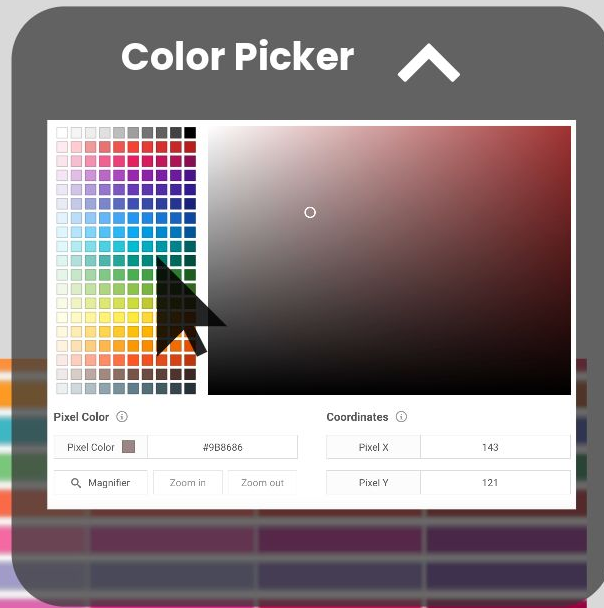 Color Picker
Pixel Color
Coordinates
Pixel Color #9B8686
Pixel X 143
Magnifier Zoom in Zoom out
Pixel Y 121